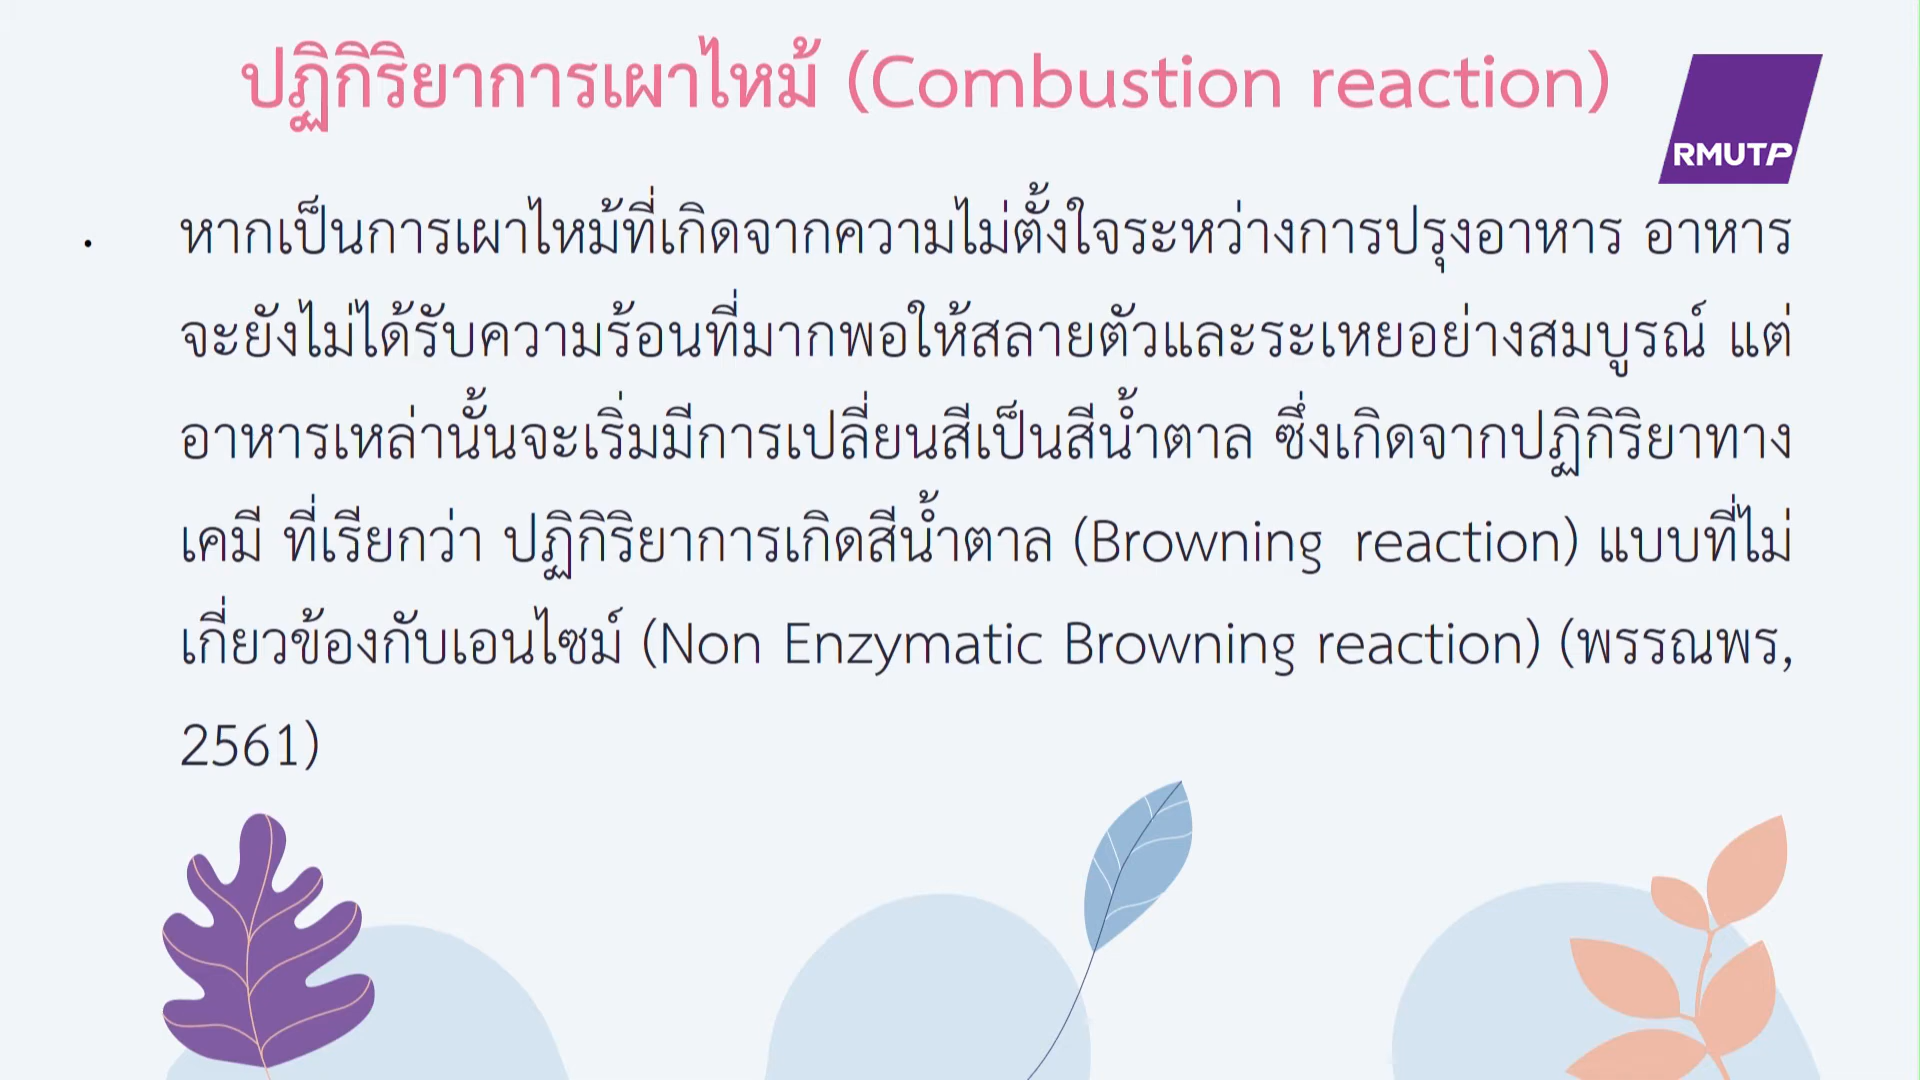 ปฏิกิริยาการเผาไหม้ (Combustion reaction)
RMUTP
• หากเป็นการเผาไหม้ที่เกิดจากความไม่ตั้งใจระหว่างการปรุงอาหาร อาหาร
จะยังไม่ได้รับความร้อนที่มากพอให้สลายตัวและระเหยอย่างสมบูรณ์ แต่
อาหารเหล่านั้นจะเริ่มมีการเปลี่ยนสีเป็นสีน้ำตาล ซึ่งเกิดจากปฏิกิริยาทาง
เคมี ที่เรียกว่า ปฏิกิริยาการเกิดสีน้ำตาล (Browning reaction) แบบที่ไม่
เกี่ยวข้องกับเอนไซม์ (Non Enzymatic Browning reaction) (พรรณพร,
2561)